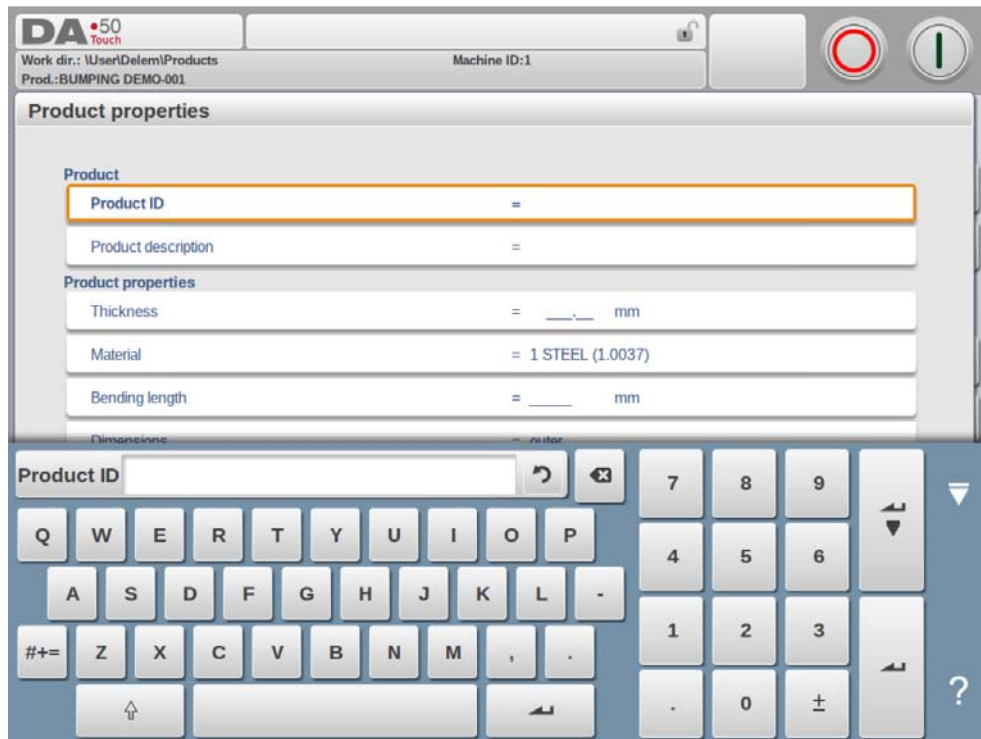 DA•50
Touch
Work dir.: \User\Delem\Products Machine ID:1
Prod.:BUMPING DEMO-001
Product properties
Product
Product ID =
Product description =
Product properties
Thickness = ___.__ mm
Material = 1 STEEL (1.0037)
Bending length = _____ mm
Dimensions = outer
Product ID
7 8 9
Q W E R T Y U I O P
4 5 6
A S D F G H J K L -
1 2 3
#+= Z X C V B N M , .
. 0 ±
?